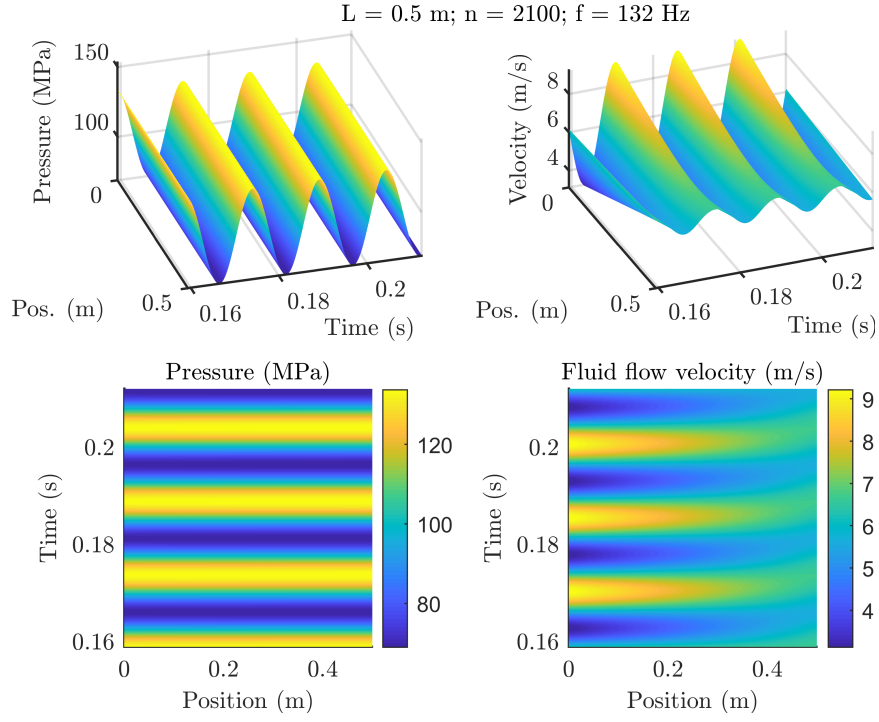 L = 0.5 m; n = 2100; f = 132 Hz
Pressure (MPa)
150
100
0
0.5
Pos. (m)
0.16
0.18
0.2
Time (s)
Velocity (m/s)
8
6
4
0
0.5
Pos. (m)
0.16
0.18
0.2
Time (s)
Pressure (MPa)
Time (s)
0.2
0.18
0.16
0
0.2
0.4
Position (m)
120
100
80
Fluid flow velocity (m/s)
Time (s)
0.2
0.18
0.16
0
0.2
0.4
Position (m)
9
8
7
6
5
4